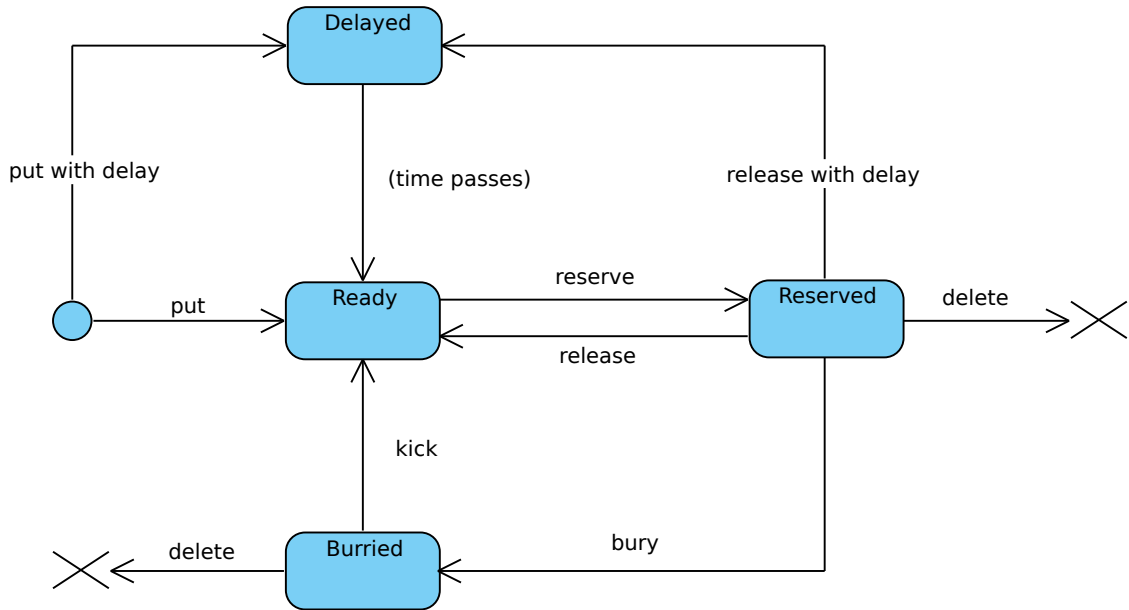 Delayed
put with delay
(time passes)
release with delay
put
Ready
reserve
release
Reserved
delete
kick
delete
Burried
bury